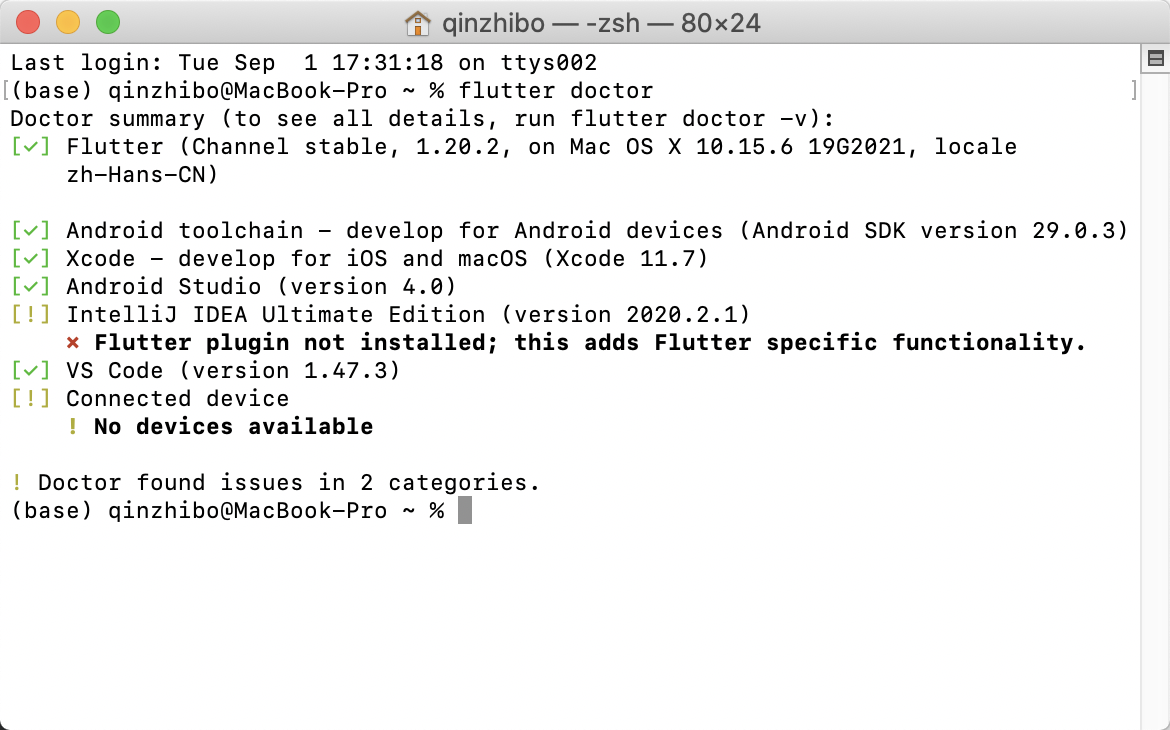 qinzhibo — -zsh — 80×24
Last login: Tue Sep  1 17:31:18 on ttys002
[(base) qinzhibo@MacBook-Pro ~ % flutter doctor ]
Doctor summary (to see all details, run flutter doctor -v):
[✓] Flutter (Channel stable, 1.20.2, on Mac OS X 10.15.6 19G2021, locale
    zh-Hans-CN)
[✓] Android toolchain - develop for Android devices (Android SDK version 29.0.3)
[✓] Xcode - develop for iOS and macOS (Xcode 11.7)
[✓] Android Studio (version 4.0)
[!] IntelliJ IDEA Ultimate Edition (version 2020.2.1)
    ✗ Flutter plugin not installed; this adds Flutter specific functionality.
[✓] VS Code (version 1.47.3)
[!] Connected device
    ! No devices available
! Doctor found issues in 2 categories.
(base) qinzhibo@MacBook-Pro ~ %